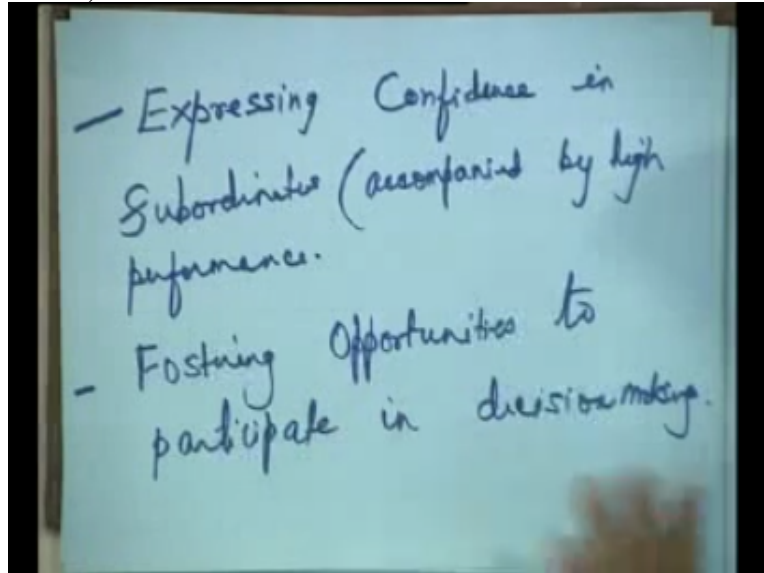 - Expressing Confidence in
Subordinates (accompanied by high
performance.
- Fostering Opportunities to
participate in decision making.